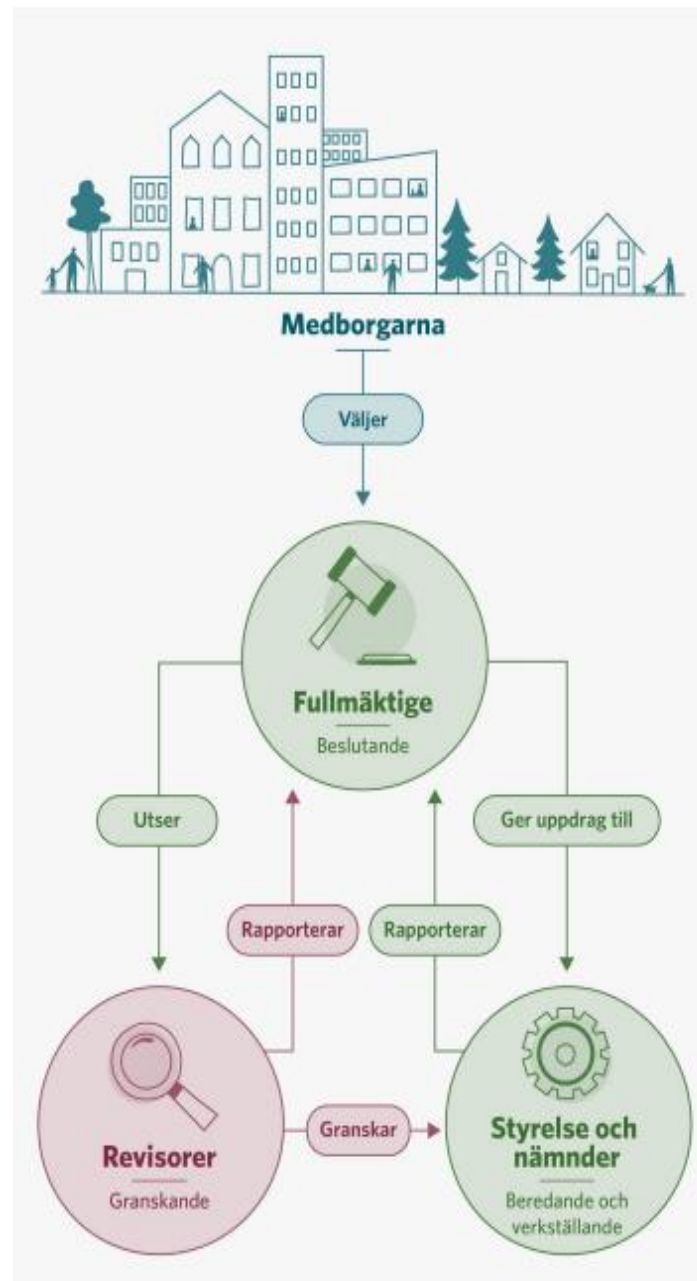 Medborgarna
Väljer
Fullmäktige
Beslutande
Utser
Ger uppdrag till
Rapporterar
Rapporterar
Revisorer
Granskande
Granskar
Styrelse och
nämnder
Beredande och
verkställande